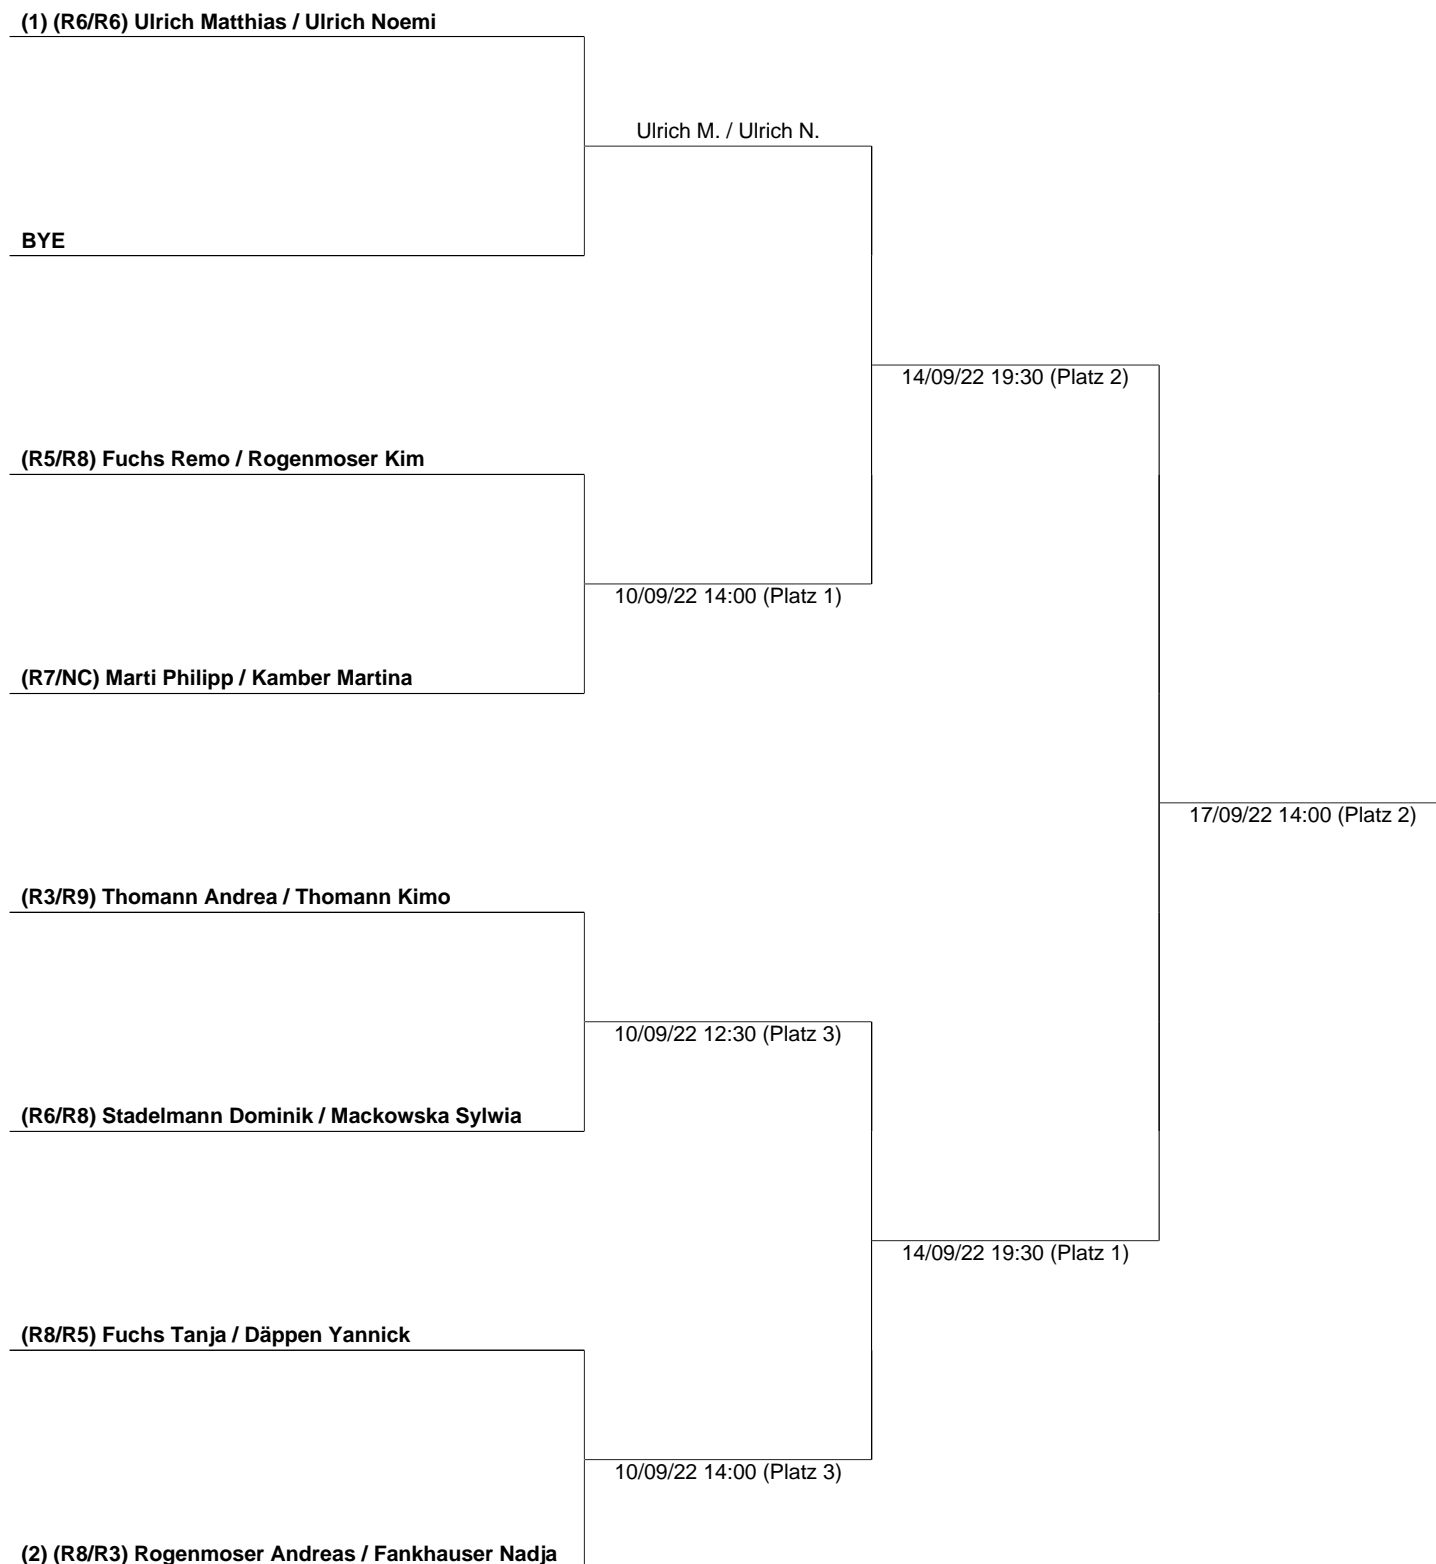 (1) (R6/R6) Ulrich Matthias / Ulrich Noemi
Ulrich M. / Ulrich N.
BYE
14/09/22 19:30 (Platz 2)
(R5/R8) Fuchs Remo / Rogenmoser Kim
10/09/22 14:00 (Platz 1)
(R7/NC) Marti Philipp / Kamber Martina
17/09/22 14:00 (Platz 2)
(R3/R9) Thomann Andrea / Thomann Kimo
10/09/22 12:30 (Platz 3)
(R6/R8) Stadelmann Dominik / Mackowska Sylwia
14/09/22 19:30 (Platz 1)
(R8/R5) Fuchs Tanja / Däppen Yannick
10/09/22 14:00 (Platz 3)
(2) (R8/R3) Rogenmoser Andreas / Fankhauser Nadja